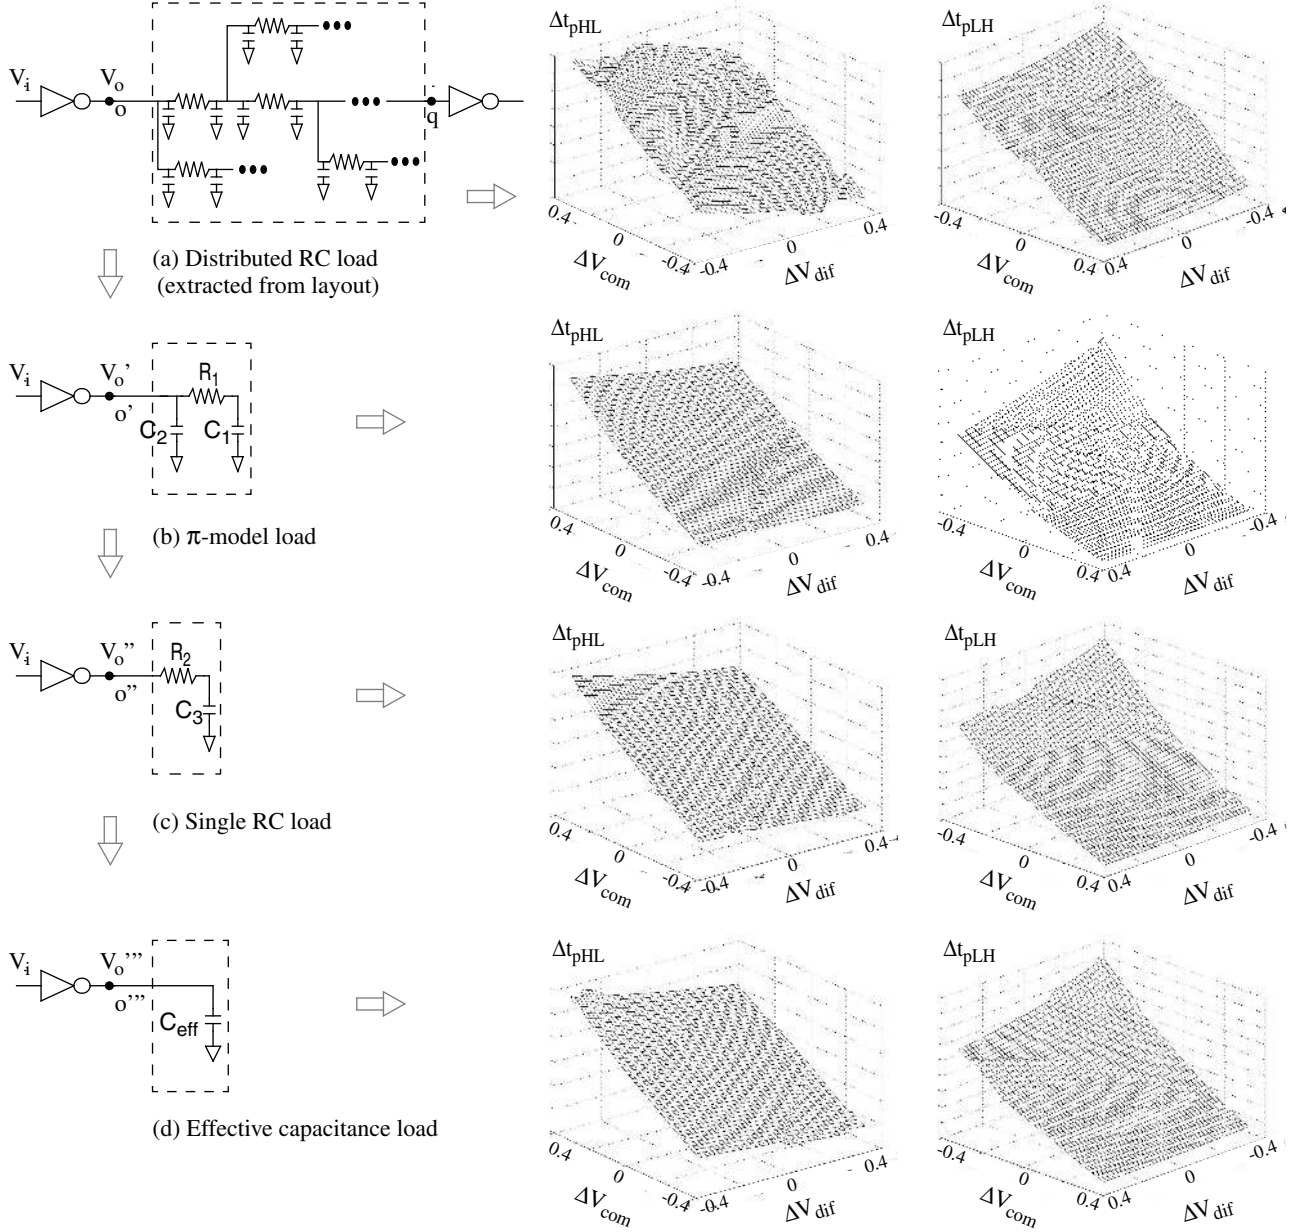 V_i V_o o q
(a) Distributed RC load
(extracted from layout)
Δt_pHL
0.4 0 -0.4 -0.4 0 0.4
ΔV_com ΔV_dif
Δt_pLH
-0.4 0 0.4 0.4 0 -0.4
ΔV_com ΔV_dif
V_i V_o' o' R_1 C_2 C_1
(b) π-model load
Δt_pHL
0.4 0 -0.4 -0.4 0 0.4
ΔV_com ΔV_dif
Δt_pLH
-0.4 0 0.4 0.4 0 -0.4
ΔV_com ΔV_dif
V_i V_o'' o'' R_2 C_3
(c) Single RC load
Δt_pHL
0.4 0 -0.4 -0.4 0 0.4
ΔV_com ΔV_dif
Δt_pLH
-0.4 0 0.4 0.4 0 -0.4
ΔV_com ΔV_dif
V_i V_o''' o''' C_eff
(d) Effective capacitance load
Δt_pHL
0.4 0 -0.4 -0.4 0 0.4
ΔV_com ΔV_dif
Δt_pLH
-0.4 0 0.4 0.4 0 -0.4
ΔV_com ΔV_dif